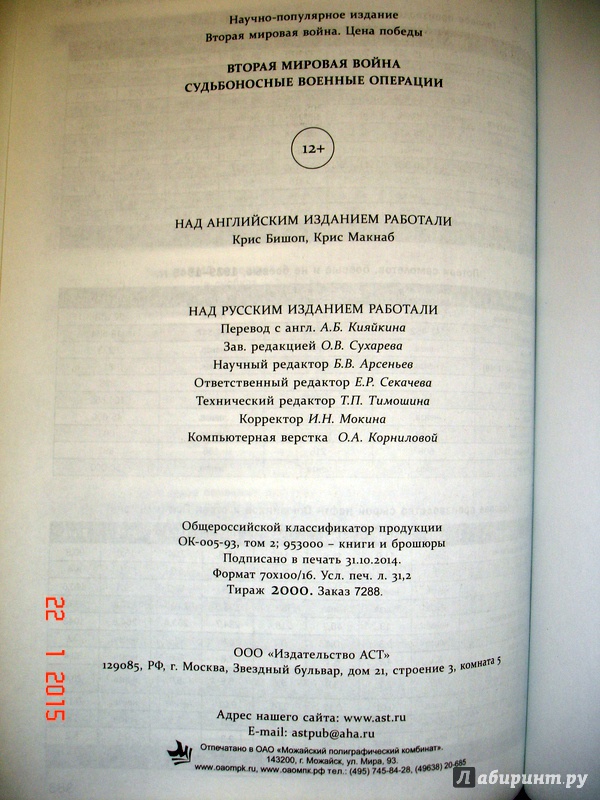 Научно-популярное издание
Вторая мировая война. Цена победы
ВТОРАЯ МИРОВАЯ ВОЙНА
СУДЬБОНОСНЫЕ ВОЕННЫЕ ОПЕРАЦИИ
12+
НАД АНГЛИЙСКИМ ИЗДАНИЕМ РАБОТАЛИ
Крис Бишоп, Крис Макнаб
НАД РУССКИМ ИЗДАНИЕМ РАБОТАЛИ
Перевод с англ. А.Б. Кияйкина
Зав. редакцией О.В. Сухарева
Научный редактор Б.В. Арсеньев
Ответственный редактор Е.Р. Секачева
Технический редактор Т.П. Тимошина
Корректор И.Н. Мокина
Компьютерная верстка О.А. Корниловой
Общероссийской классификатор продукции
ОК-005-93, том 2; 953000 – книги и брошюры
Подписано в печать 31.10.2014.
Формат 70х100/16. Усл. печ. л. 31,2
Тираж 2000. Заказ 7288.
ООО «Издательство АСТ»
129085, РФ, г. Москва, Звездный бульвар, дом 21, строение 3, комната 5
Адрес нашего сайта: www.ast.ru
E-mail: astpub@aha.ru
Отпечатано в ОАО «Можайский полиграфический комбинат».
143200, г. Можайск, ул. Мира, 93.
www.oaompk.ru, www.оаомпк.рф тел.: (495) 745-84-28, (49638) 20-685
22 1 2015
Лабиринт.ру